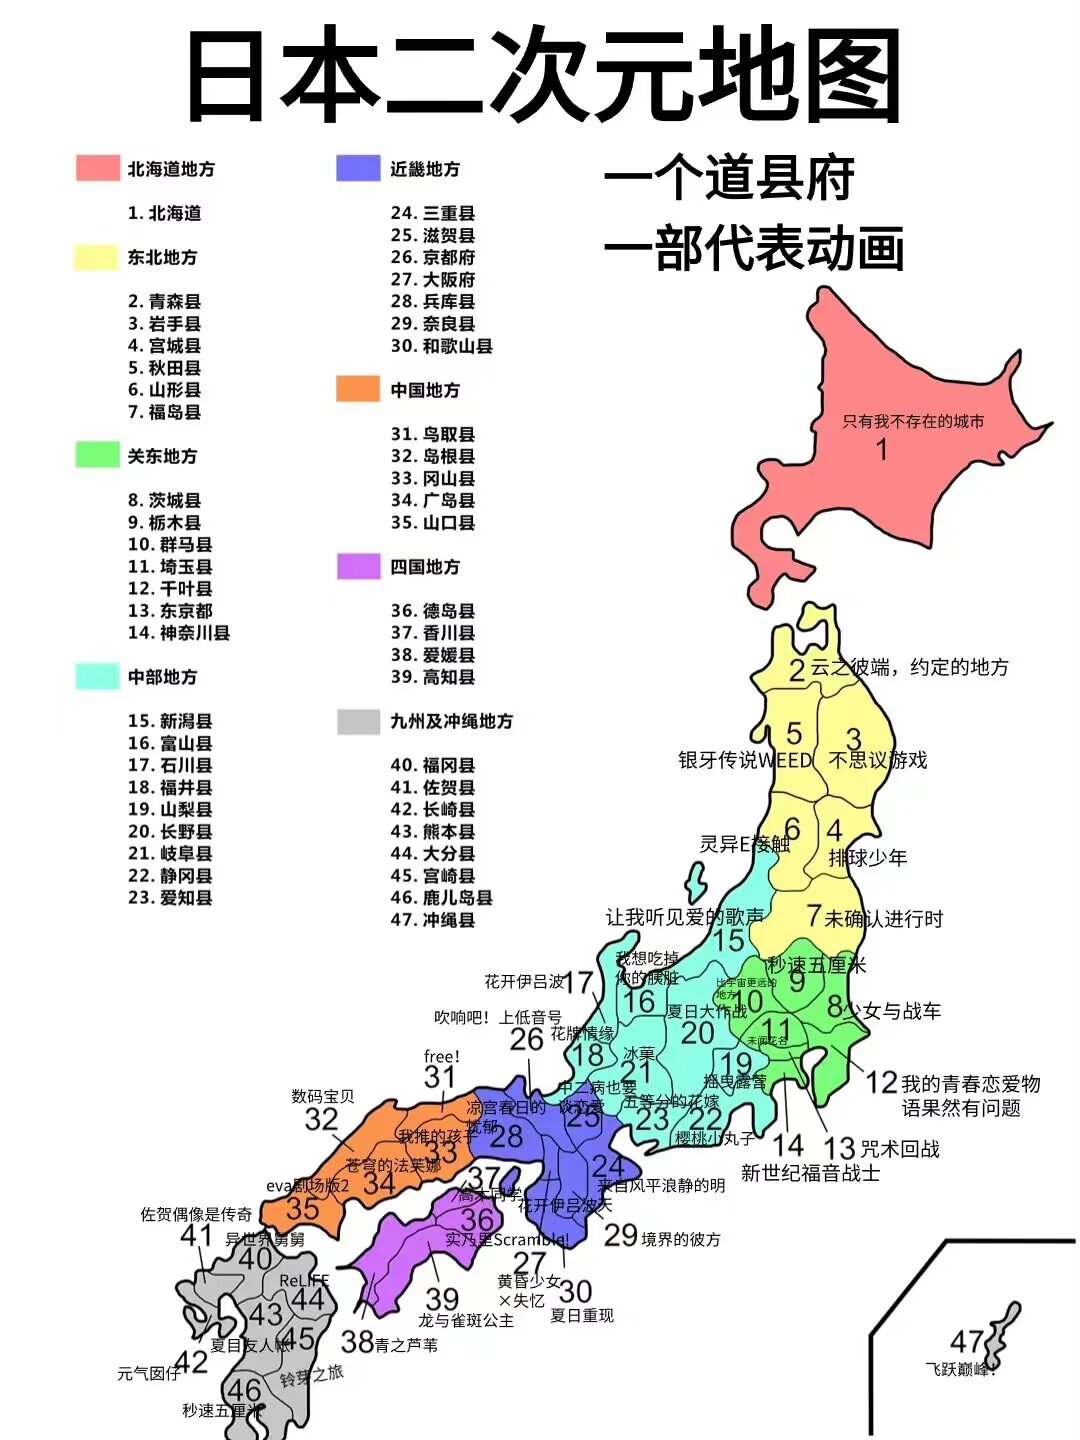 日本二次元地图
一个道县府
一部代表动画
北海道地方
1. 北海道
东北地方
2. 青森县
3. 岩手县
4. 宫城县
5. 秋田县
6. 山形县
7. 福岛县
关东地方
8. 茨城县
9. 栃木县
10. 群马县
11. 埼玉县
12. 千叶县
13. 东京都
14. 神奈川县
中部地方
15. 新潟县
16. 富山县
17. 石川县
18. 福井县
19. 山梨县
20. 长野县
21. 岐阜县
22. 静冈县
23. 爱知县
近畿地方
24. 三重县
25. 滋贺县
26. 京都府
27. 大阪府
28. 兵库县
29. 奈良县
30. 和歌山县
中国地方
31. 鸟取县
32. 岛根县
33. 冈山县
34. 广岛县
35. 山口县
四国地方
36. 德岛县
37. 香川县
38. 爱媛县
39. 高知县
九州及冲绳地方
40. 福冈县
41. 佐贺县
42. 长崎县
43. 熊本县
44. 大分县
45. 宫崎县
46. 鹿儿岛县
47. 冲绳县
只有我不存在的城市
1
2 云之彼端，约定的地方
5
3
银牙传说WEED
不思议游戏
6
4
灵异E接触
排球少年
7 未确认进行时
让我听见爱的歌声
15
秒速五厘米
9
我想吃掉
你的胰脏
16
花开伊吕波 17
比宇宙更远的
地方
10
8 少女与战车
夏日大作战
20
吹响吧！上低音号
26
花牌情缘
18
11
未闻花名
冰菓
21
19
摇曳露营
free！
31
12 我的青春恋爱物
语果然有问题
数码宝贝
32
中二病也要
谈恋爱
25
五等分的花嫁
23
22
樱桃小丸子
凉宫春日的
忧郁
28
我推的孩子
33
14
新世纪福音战士
13 咒术回战
苍穹的法芙娜
34
eva剧场版2
35
37
高木同学
24
来自风平浪静的明
天
花开伊吕波
佐贺偶像是传奇
41
36
实乃里Scramble!
29 境界的彼方
异世界舅舅
40
27
黄昏少女
×失忆
30
夏日重现
ReLIFE
44
39
龙与雀斑公主
43
夏目友人帐
45
38 青之芦苇
42
元气囝仔
铃芽之旅
46
秒速五厘米
47
飞跃巅峰！